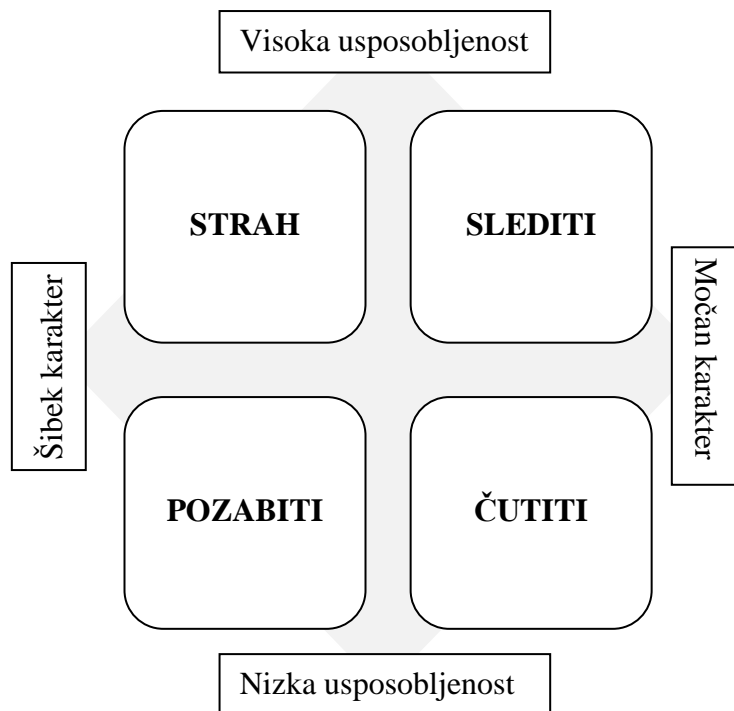 Visoka usposobljenost
STRAH
SLEDITI
Šibek karakter
Močan karakter
POZABITI
ČUTITI
Nizka usposobljenost